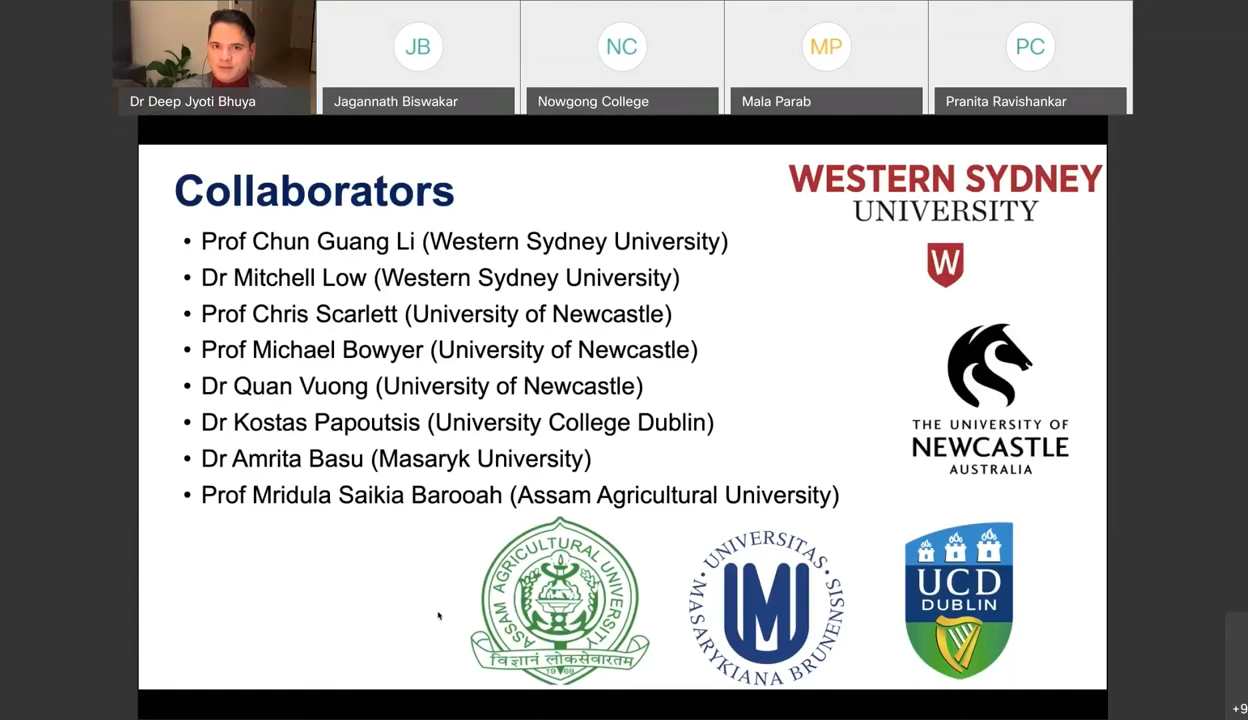 JB
NC
MP
PC
Dr Deep Jyoti Bhuya
Jagannath Biswakar
Nowgong College
Mala Parab
Pranita Ravishankar
Collaborators
• Prof Chun Guang Li (Western Sydney University)
• Dr Mitchell Low (Western Sydney University)
• Prof Chris Scarlett (University of Newcastle)
• Prof Michael Bowyer (University of Newcastle)
• Dr Quan Vuong (University of Newcastle)
• Dr Kostas Papoutsis (University College Dublin)
• Dr Amrita Basu (Masaryk University)
• Prof Mridula Saikia Barooah (Assam Agricultural University)
WESTERN SYDNEY
UNIVERSITY
W
THE UNIVERSITY OF
NEWCASTLE
AUSTRALIA
ASSAM AGRICULTURAL UNIVERSITY
विज्ञानं लोकसेवारतम्
1969
UNIVERSITAS • MASARYKIANA BRUNENSIS •
MU
UCD
DUBLIN
+9